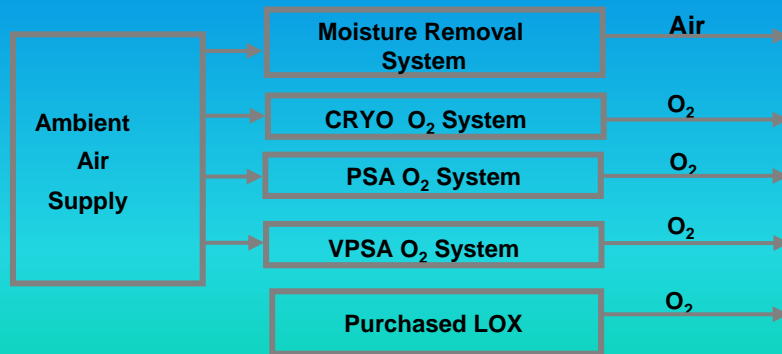 Moisture Removal
System
Air
Ambient
Air
Supply
CRYO O₂ System
O₂
PSA O₂ System
O₂
VPSA O₂ System
O₂
Purchased LOX
O₂